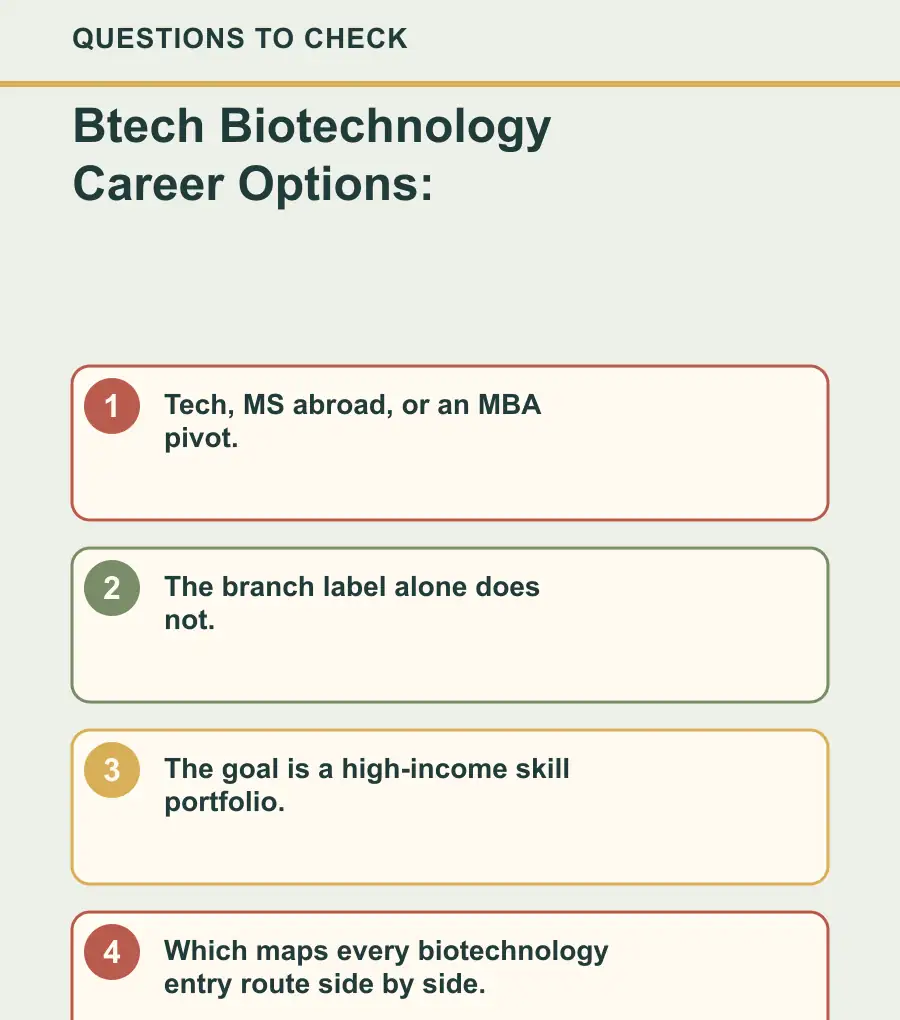 QUESTIONS TO CHECK
Btech Biotechnology
Career Options:
1
Tech, MS abroad, or an MBA
pivot.
2
The branch label alone does
not.
3
The goal is a high-income skill
portfolio.
4
Which maps every biotechnology
entry route side by side.